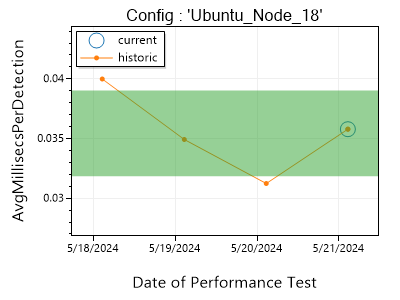 Config : 'Ubuntu_Node_18'
current
historic
AvgMillisecsPerDetection
0.04
0.035
0.03
5/18/2024
5/19/2024
5/20/2024
5/21/2024
Date of Performance Test